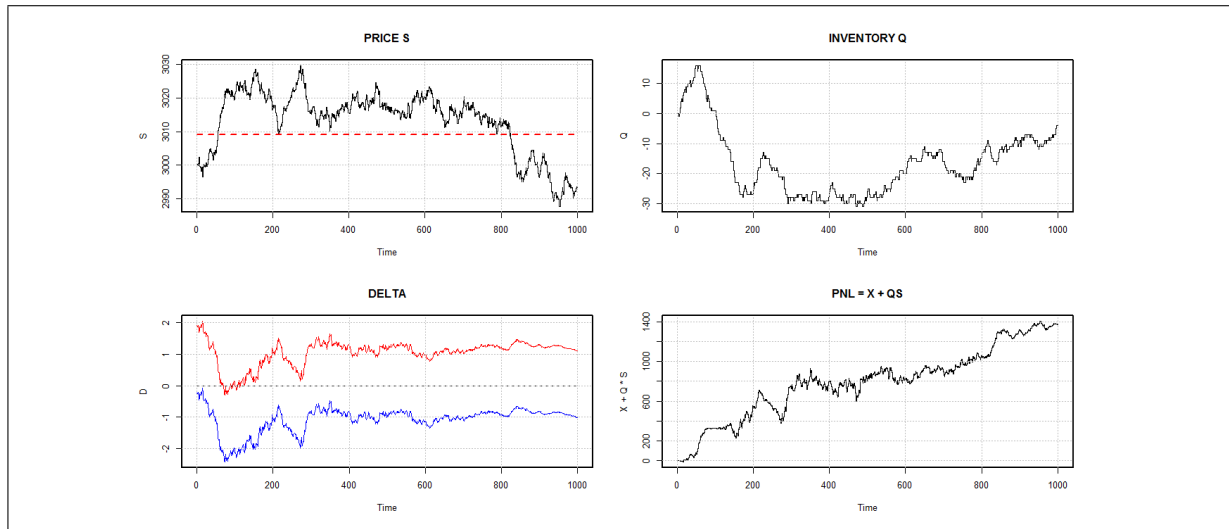 PRICE S
S
2990 3000 3010 3020 3030
0 200 400 600 800 1000
Time
INVENTORY Q
Q
-30 -20 -10 0 10
0 200 400 600 800 1000
Time
DELTA
D
-2 -1 0 1 2
0 200 400 600 800 1000
Time
PNL = X + QS
X + Q * S
0 200 400 600 1000 1400
0 200 400 600 800 1000
Time